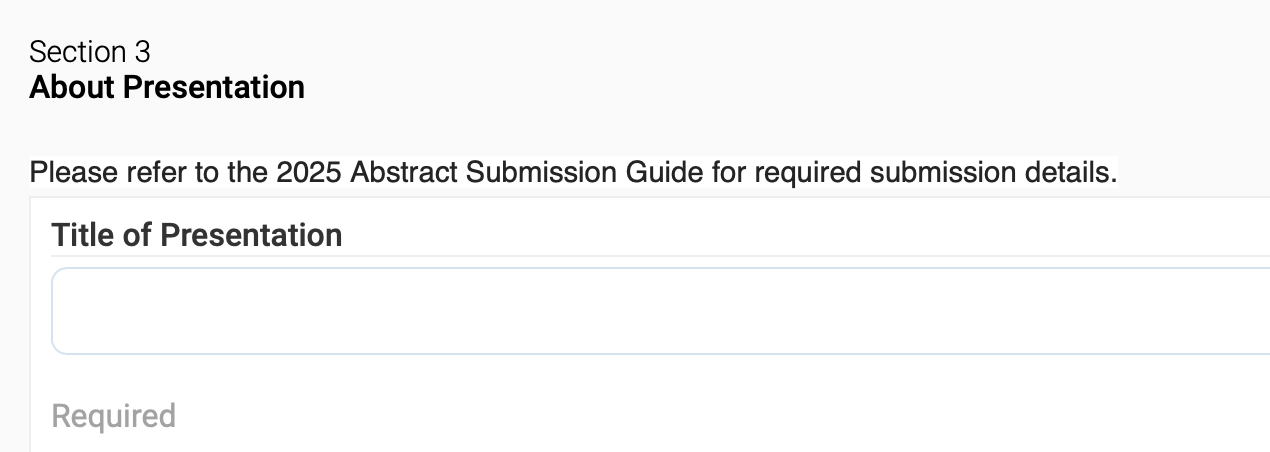 Section 3
About Presentation
Please refer to the 2025 Abstract Submission Guide for required submission details.
Title of Presentation
Required